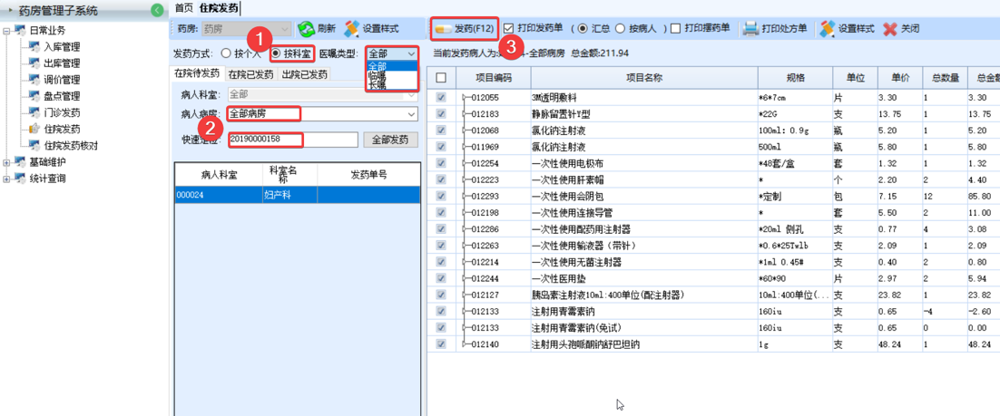 药房管理子系统
首页 住院发药
日常业务
入库管理
出库管理
调价管理
盘点管理
门诊发药
住院发药
住院发药核对
基础维护
统计查询
药房: 药房 刷新 设置样式
发药方式: 按个人 1 按科室 医嘱类型: 全部
全部
临嘱
长嘱
在院待发药 在院已发药 出院已发药
病人科室: 全部
病人病房: 全部病房
2
快速定位: 20190000158 全部发药
病人科室 科室名称 发药单号
000024 妇产科
发药(F12) 3 打印发药单 ( 汇总 按病人 ) 打印摆药单 打印处方单 设置样式 关闭
当前发药病人为: -全部病房 总金额:211.94
项目编码 项目名称 规格 单位 单价 总数量 总金额
012055 3M透明敷料 *6*7cm 片 3.30 1 3.30
012183 静脉留置针Y型 *22G 支 13.75 1 13.75
012068 氯化钠注射液 100ml: 0.9g 瓶 5.20 1 5.20
011969 氯化钠注射液 500ml 瓶 5.80 1 5.80
012254 一次性使用电极布 *48套/盒 套 1.32 1 1.32
012223 一次性使用肝素帽 * 个 2.20 2 4.40
012293 一次性使用会阴包 *定制 包 7.15 12 85.80
012198 一次性使用连接导管 * 套 5.50 2 11.00
012286 一次性使用配药用注射器 *20ml 侧孔 支 0.77 4 3.08
012263 一次性使用输液器（带针） *0.6*25Twlb 支 2.09 1 2.09
012214 一次性使用无菌注射器 *1ml 0.45# 支 0.40 2 0.80
012244 一次性医用垫 *60*90 片 2.97 2 5.94
012127 胰岛素注射液10ml:400单位(配注射器) 10ml:400单位(... 支 23.82 1 23.82
012133 注射用青霉素钠 160iu 支 0.65 -4 -2.60
012133 注射用青霉素钠(免试) 160iu 支 0.65 0 0.00
012140 注射用头孢哌酮钠舒巴坦钠 1g 支 48.24 1 48.24